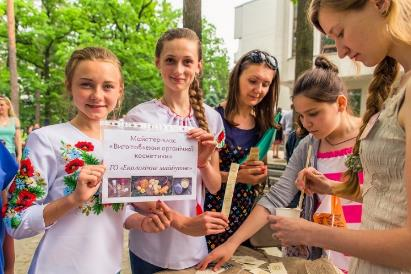 Майстер-клас
«Виготовлення органічної
косметики»
ГО «Екологічне майбутнє»